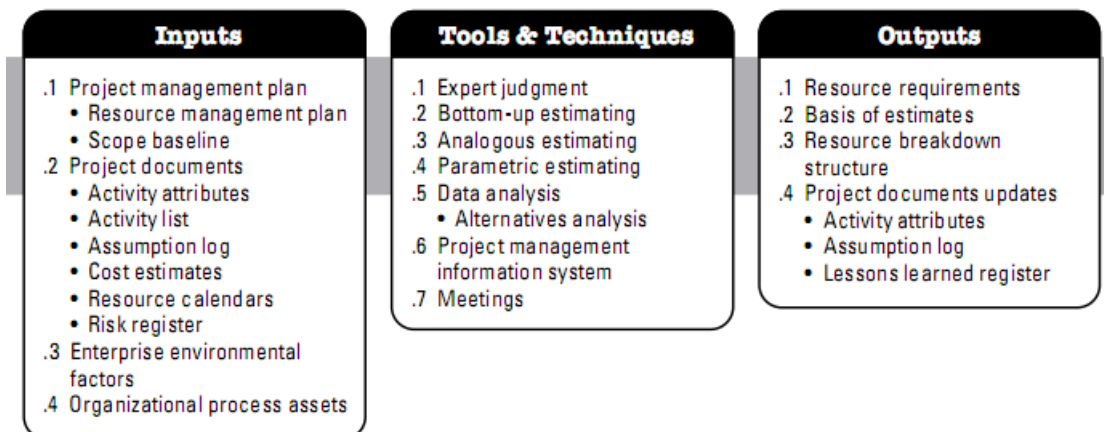 Inputs
.1 Project management plan
• Resource management plan
• Scope baseline
.2 Project documents
• Activity attributes
• Activity list
• Assumption log
• Cost estimates
• Resource calendars
• Risk register
.3 Enterprise environmental
factors
.4 Organizational process assets
Tools & Techniques
.1 Expert judgment
.2 Bottom-up estimating
.3 Analogous estimating
.4 Parametric estimating
.5 Data analysis
• Alternatives analysis
.6 Project management
information system
.7 Meetings
Outputs
.1 Resource requirements
.2 Basis of estimates
.3 Resource breakdown
structure
.4 Project documents updates
• Activity attributes
• Assumption log
• Lessons learned register